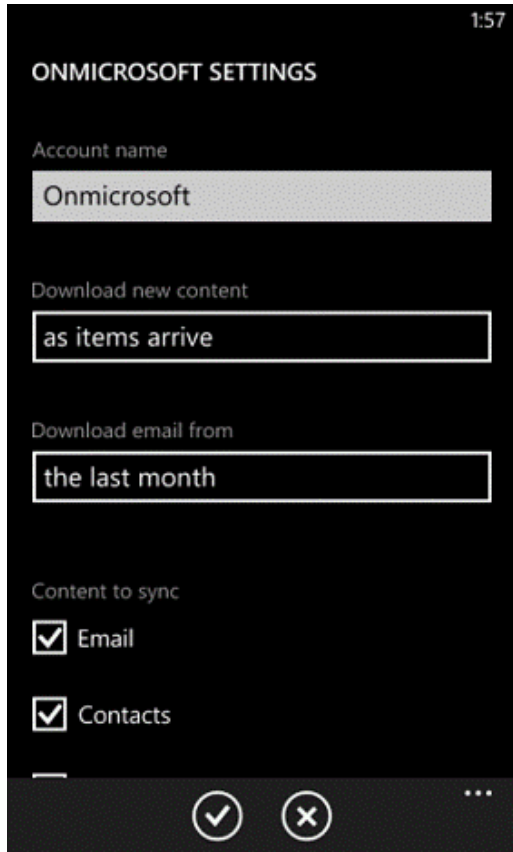 1:57
ONMICROSOFT SETTINGS
Account name
Onmicrosoft
Download new content
as items arrive
Download email from
the last month
Content to sync
Email
Contacts